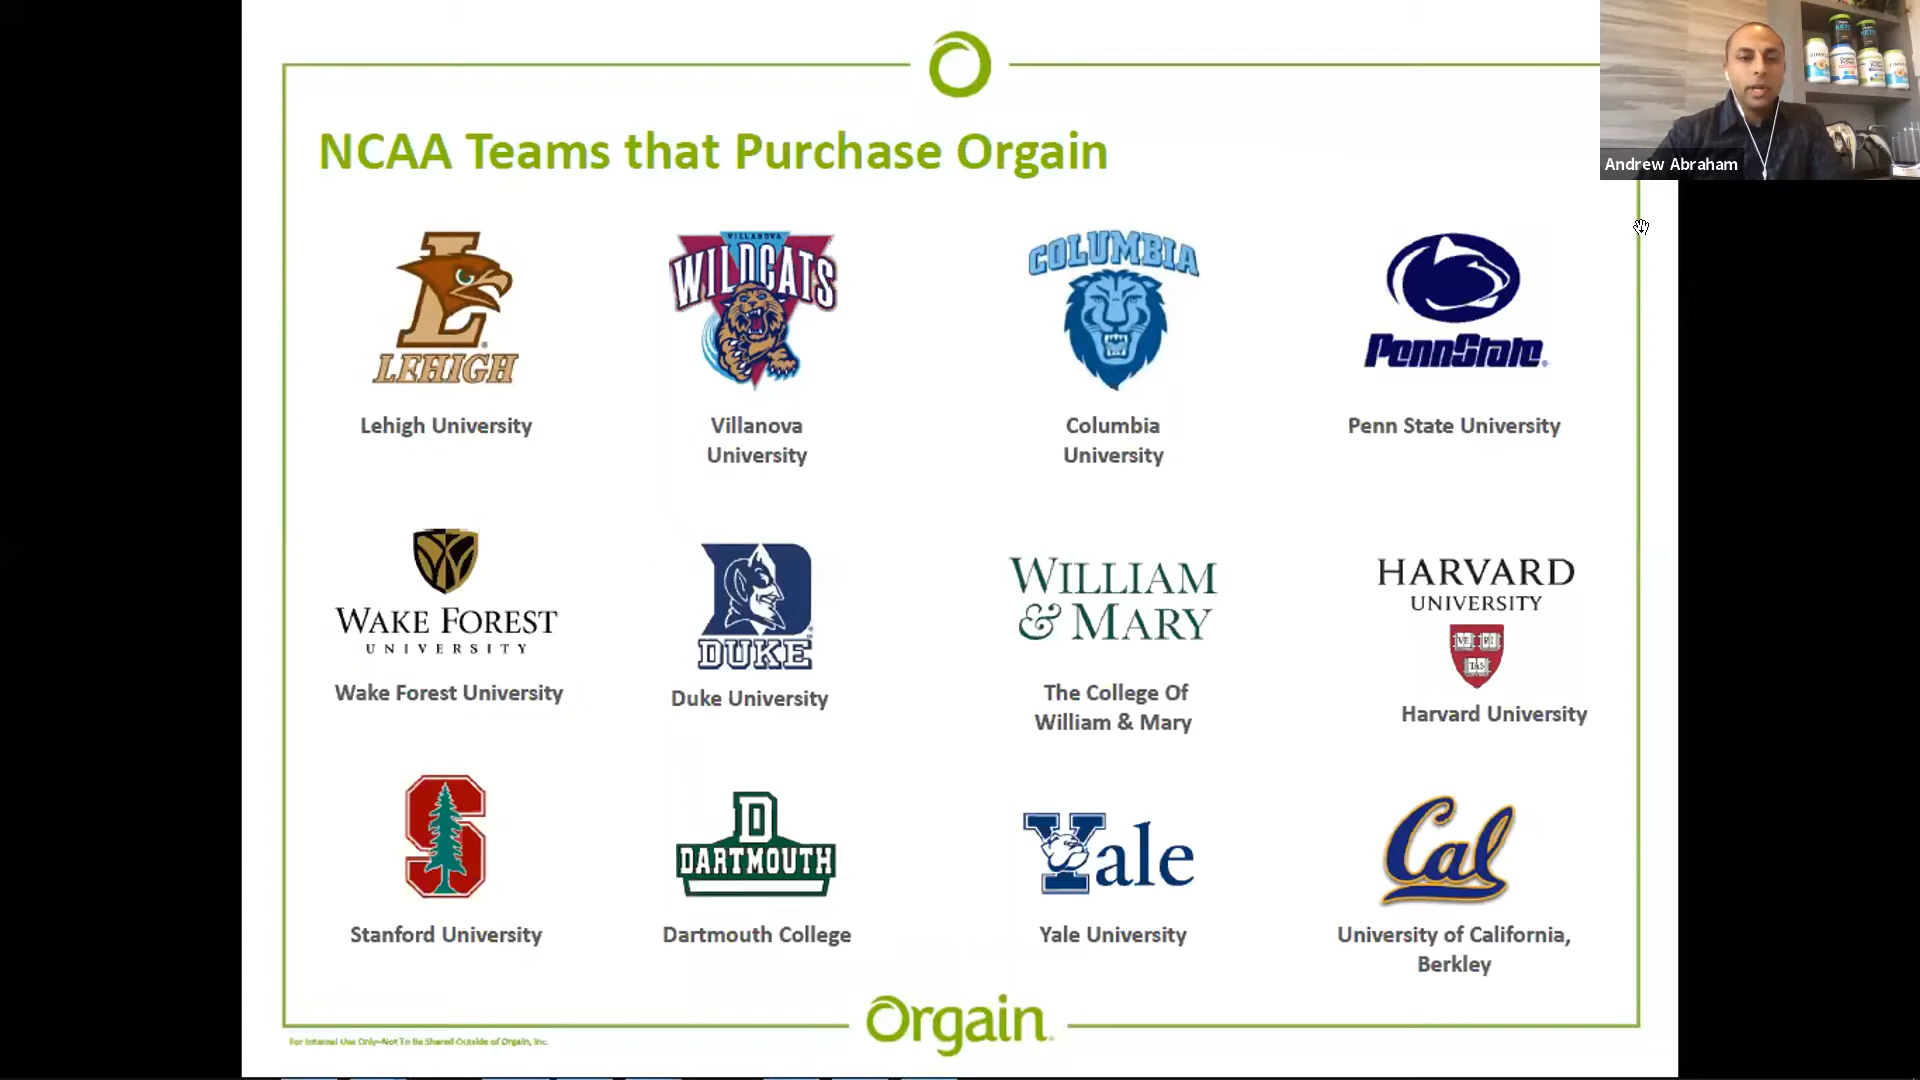 Andrew Abraham
NCAA Teams that Purchase Orgain
LEHIGH
Lehigh University
VILLANOVA
WILDCATS
Villanova
University
COLUMBIA
Columbia
University
PennState
Penn State University
WAKE FOREST
UNIVERSITY
Wake Forest University
D
DUKE
Duke University
WILLIAM
& MARY
The College Of
William & Mary
HARVARD
UNIVERSITY
VE RI
TAS
Harvard University
S
Stanford University
D
DARTMOUTH
Dartmouth College
Yale
Yale University
Cal
University of California,
Berkley
Orgain
For Internal Use Only–Not To Be Shared Outside of Orgain, Inc.